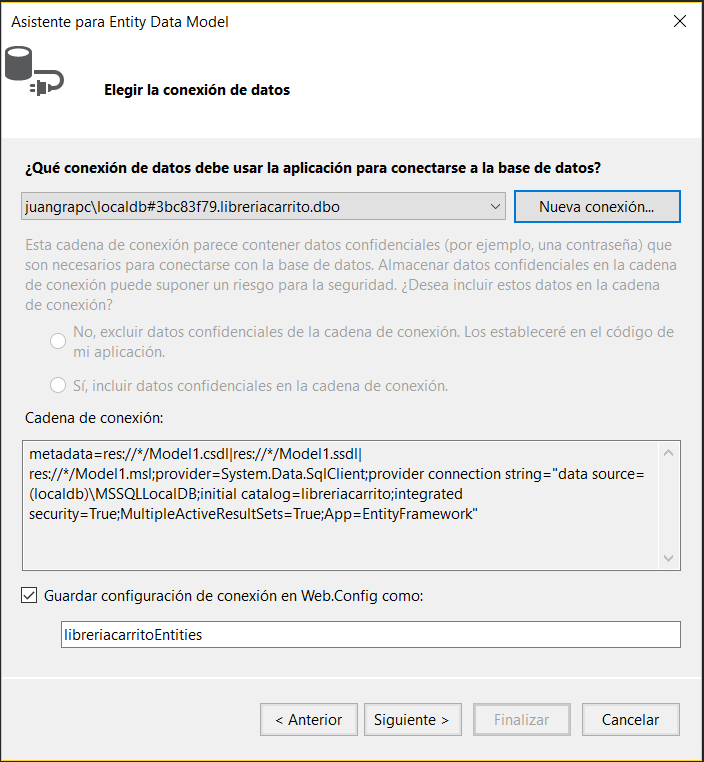 Asistente para Entity Data Model
Elegir la conexión de datos
¿Qué conexión de datos debe usar la aplicación para conectarse a la base de datos?
juangrapc\localdb#3bc83f79.libreriacarrito.dbo
Nueva conexión...
Esta cadena de conexión parece contener datos confidenciales (por ejemplo, una contraseña) que
son necesarios para conectarse con la base de datos. Almacenar datos confidenciales en la cadena
de conexión puede suponer un riesgo para la seguridad. ¿Desea incluir estos datos en la cadena
de conexión?
No, excluir datos confidenciales de la cadena de conexión. Los estableceré en el código de
mi aplicación.
Sí, incluir datos confidenciales en la cadena de conexión.
Cadena de conexión:
metadata=res://*/Model1.csdl|res://*/Model1.ssdl|
res://*/Model1.msl;provider=System.Data.SqlClient;provider connection string="data source=
(localdb)\MSSQLLocalDB;initial catalog=libreriacarrito;integrated
security=True;MultipleActiveResultSets=True;App=EntityFramework"
Guardar configuración de conexión en Web.Config como:
libreriacarritoEntities
< Anterior
Siguiente >
Finalizar
Cancelar